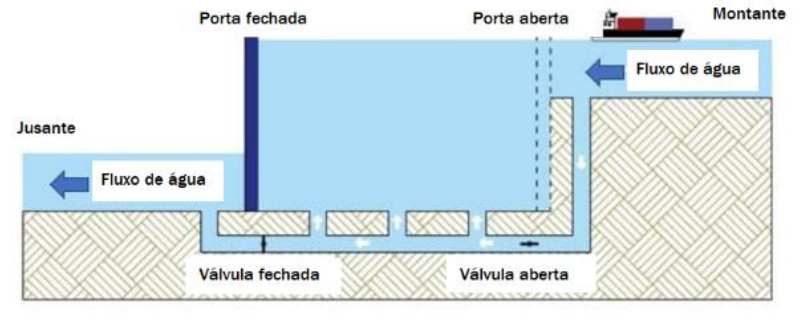 Porta fechada
Porta aberta
Montante
Fluxo de água
Jusante
Fluxo de água
Válvula fechada
Válvula aberta